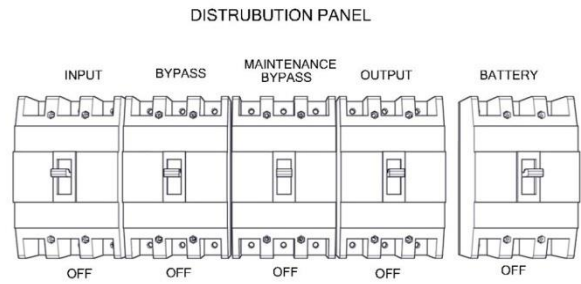 DISTRUBUTION PANEL
INPUT
BYPASS
MAINTENANCE
BYPASS
OUTPUT
BATTERY
OFF
OFF
OFF
OFF
OFF